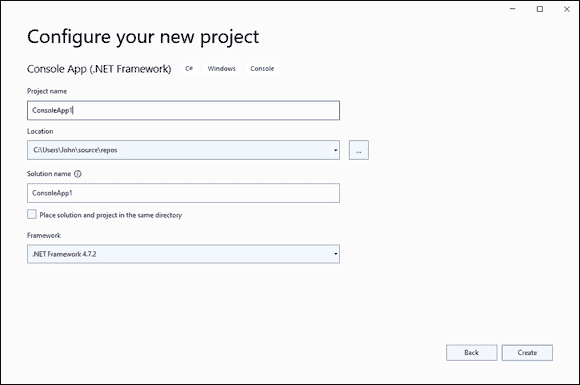 Configure your new project
Console App (.NET Framework) C# Windows Console
Project name
ConsoleApp1
Location
C:\Users\John\source\repos
...
Solution name
ConsoleApp1
Place solution and project in the same directory
Framework
.NET Framework 4.7.2
Back Create